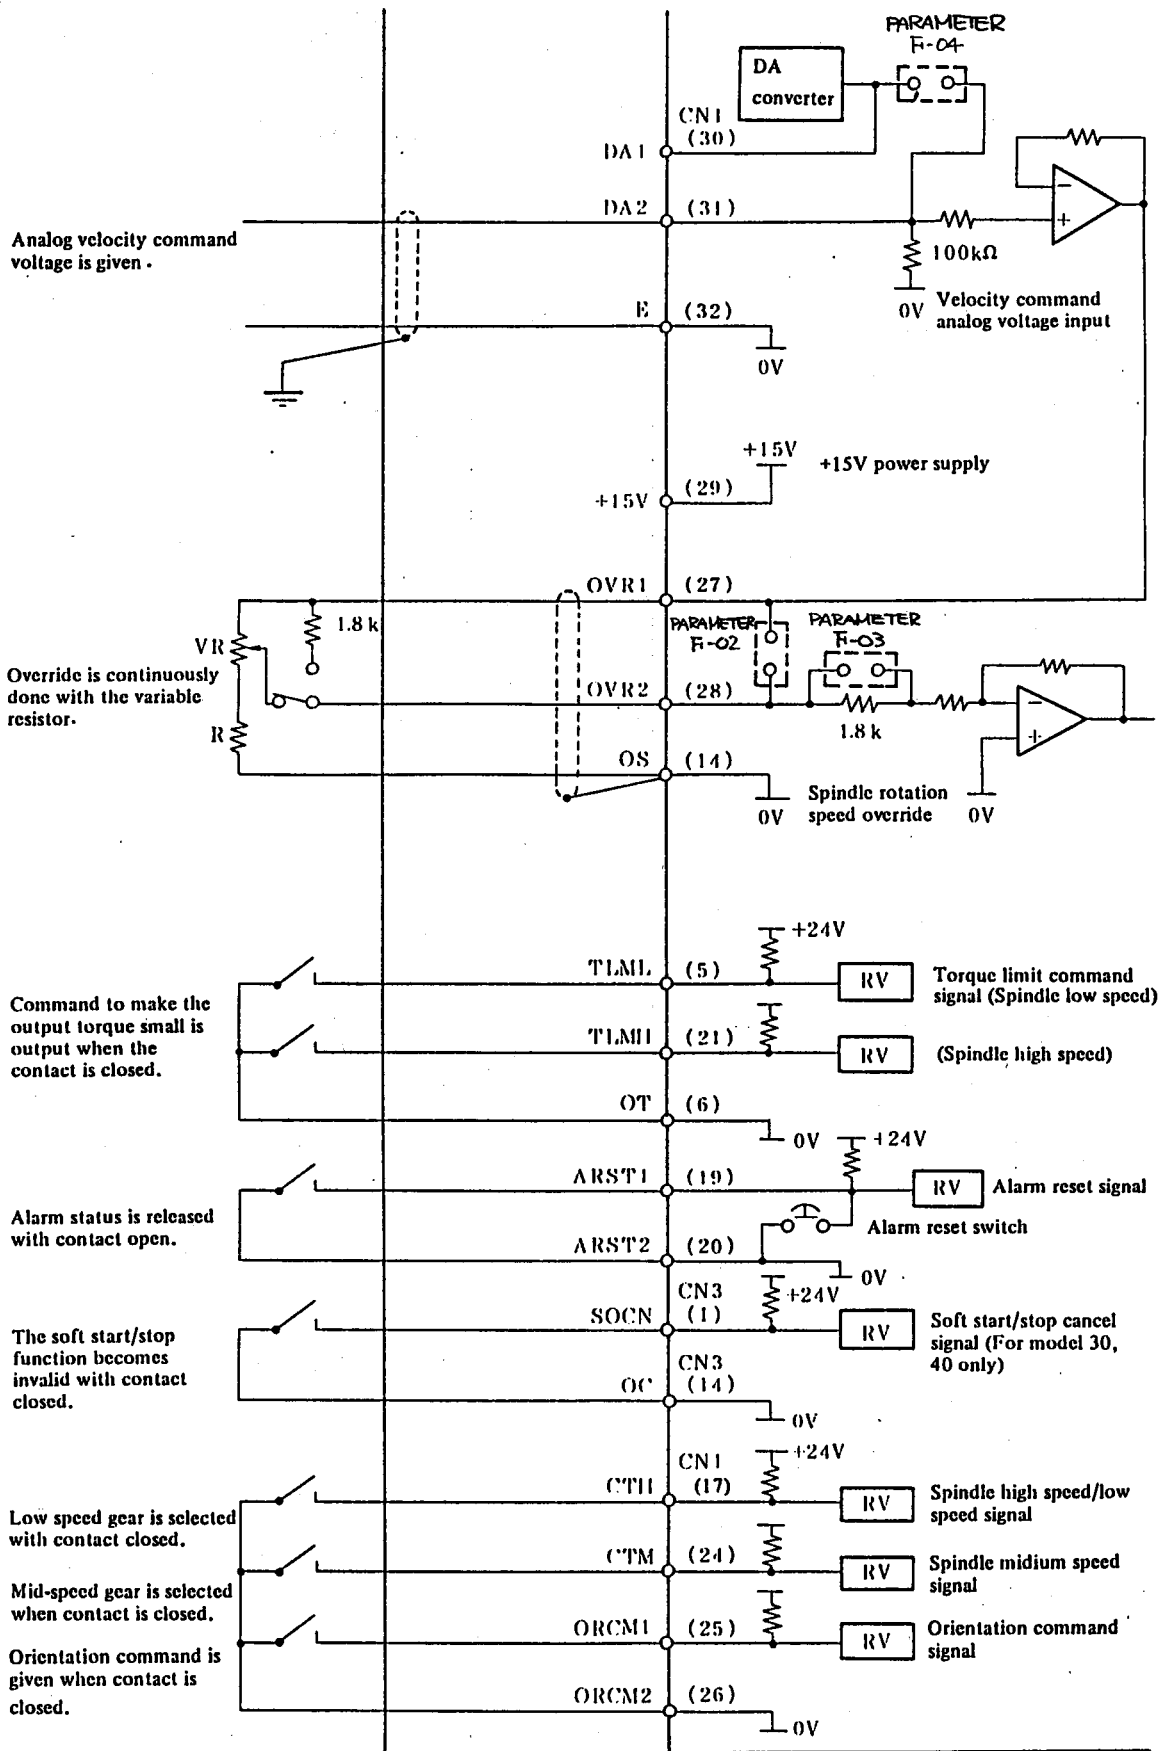 PARAMETER
F-04
DA
converter
CN1
DA1
(30)
DA2
(31)
Analog velocity command
voltage is given.
100kΩ
0V
Velocity command
analog voltage input
E
(32)
0V
+15V
+15V power supply
+15V
(29)
OVR1
(27)
1.8 k
VR
PARAMETER
F-02
PARAMETER
F-03
Override is continuously
done with the variable
resistor.
OVR2
(28)
1.8 k
R
OS
(14)
0V
Spindle rotation
speed override
0V
+24V
TLML
(5)
RV
Torque limit command
signal (Spindle low speed)
Command to make the
output torque small is
output when the
contact is closed.
TLMH
(21)
RV
(Spindle high speed)
OT
(6)
0V
+24V
ARST1
(19)
RV
Alarm reset signal
Alarm status is released
with contact open.
Alarm reset switch
ARST2
(20)
0V
CN3
+24V
SOCN
(1)
RV
Soft start/stop cancel
signal (For model 30,
40 only)
The soft start/stop
function becomes
invalid with contact
closed.
CN3
OC
(14)
0V
+24V
CN1
CTH
(17)
RV
Spindle high speed/low
speed signal
Low speed gear is selected
with contact closed.
CTM
(24)
RV
Spindle midium speed
signal
Mid-speed gear is selected
when contact is closed.
ORCM1
(25)
RV
Orientation command
signal
Orientation command is
given when contact is
closed.
ORCM2
(26)
0V